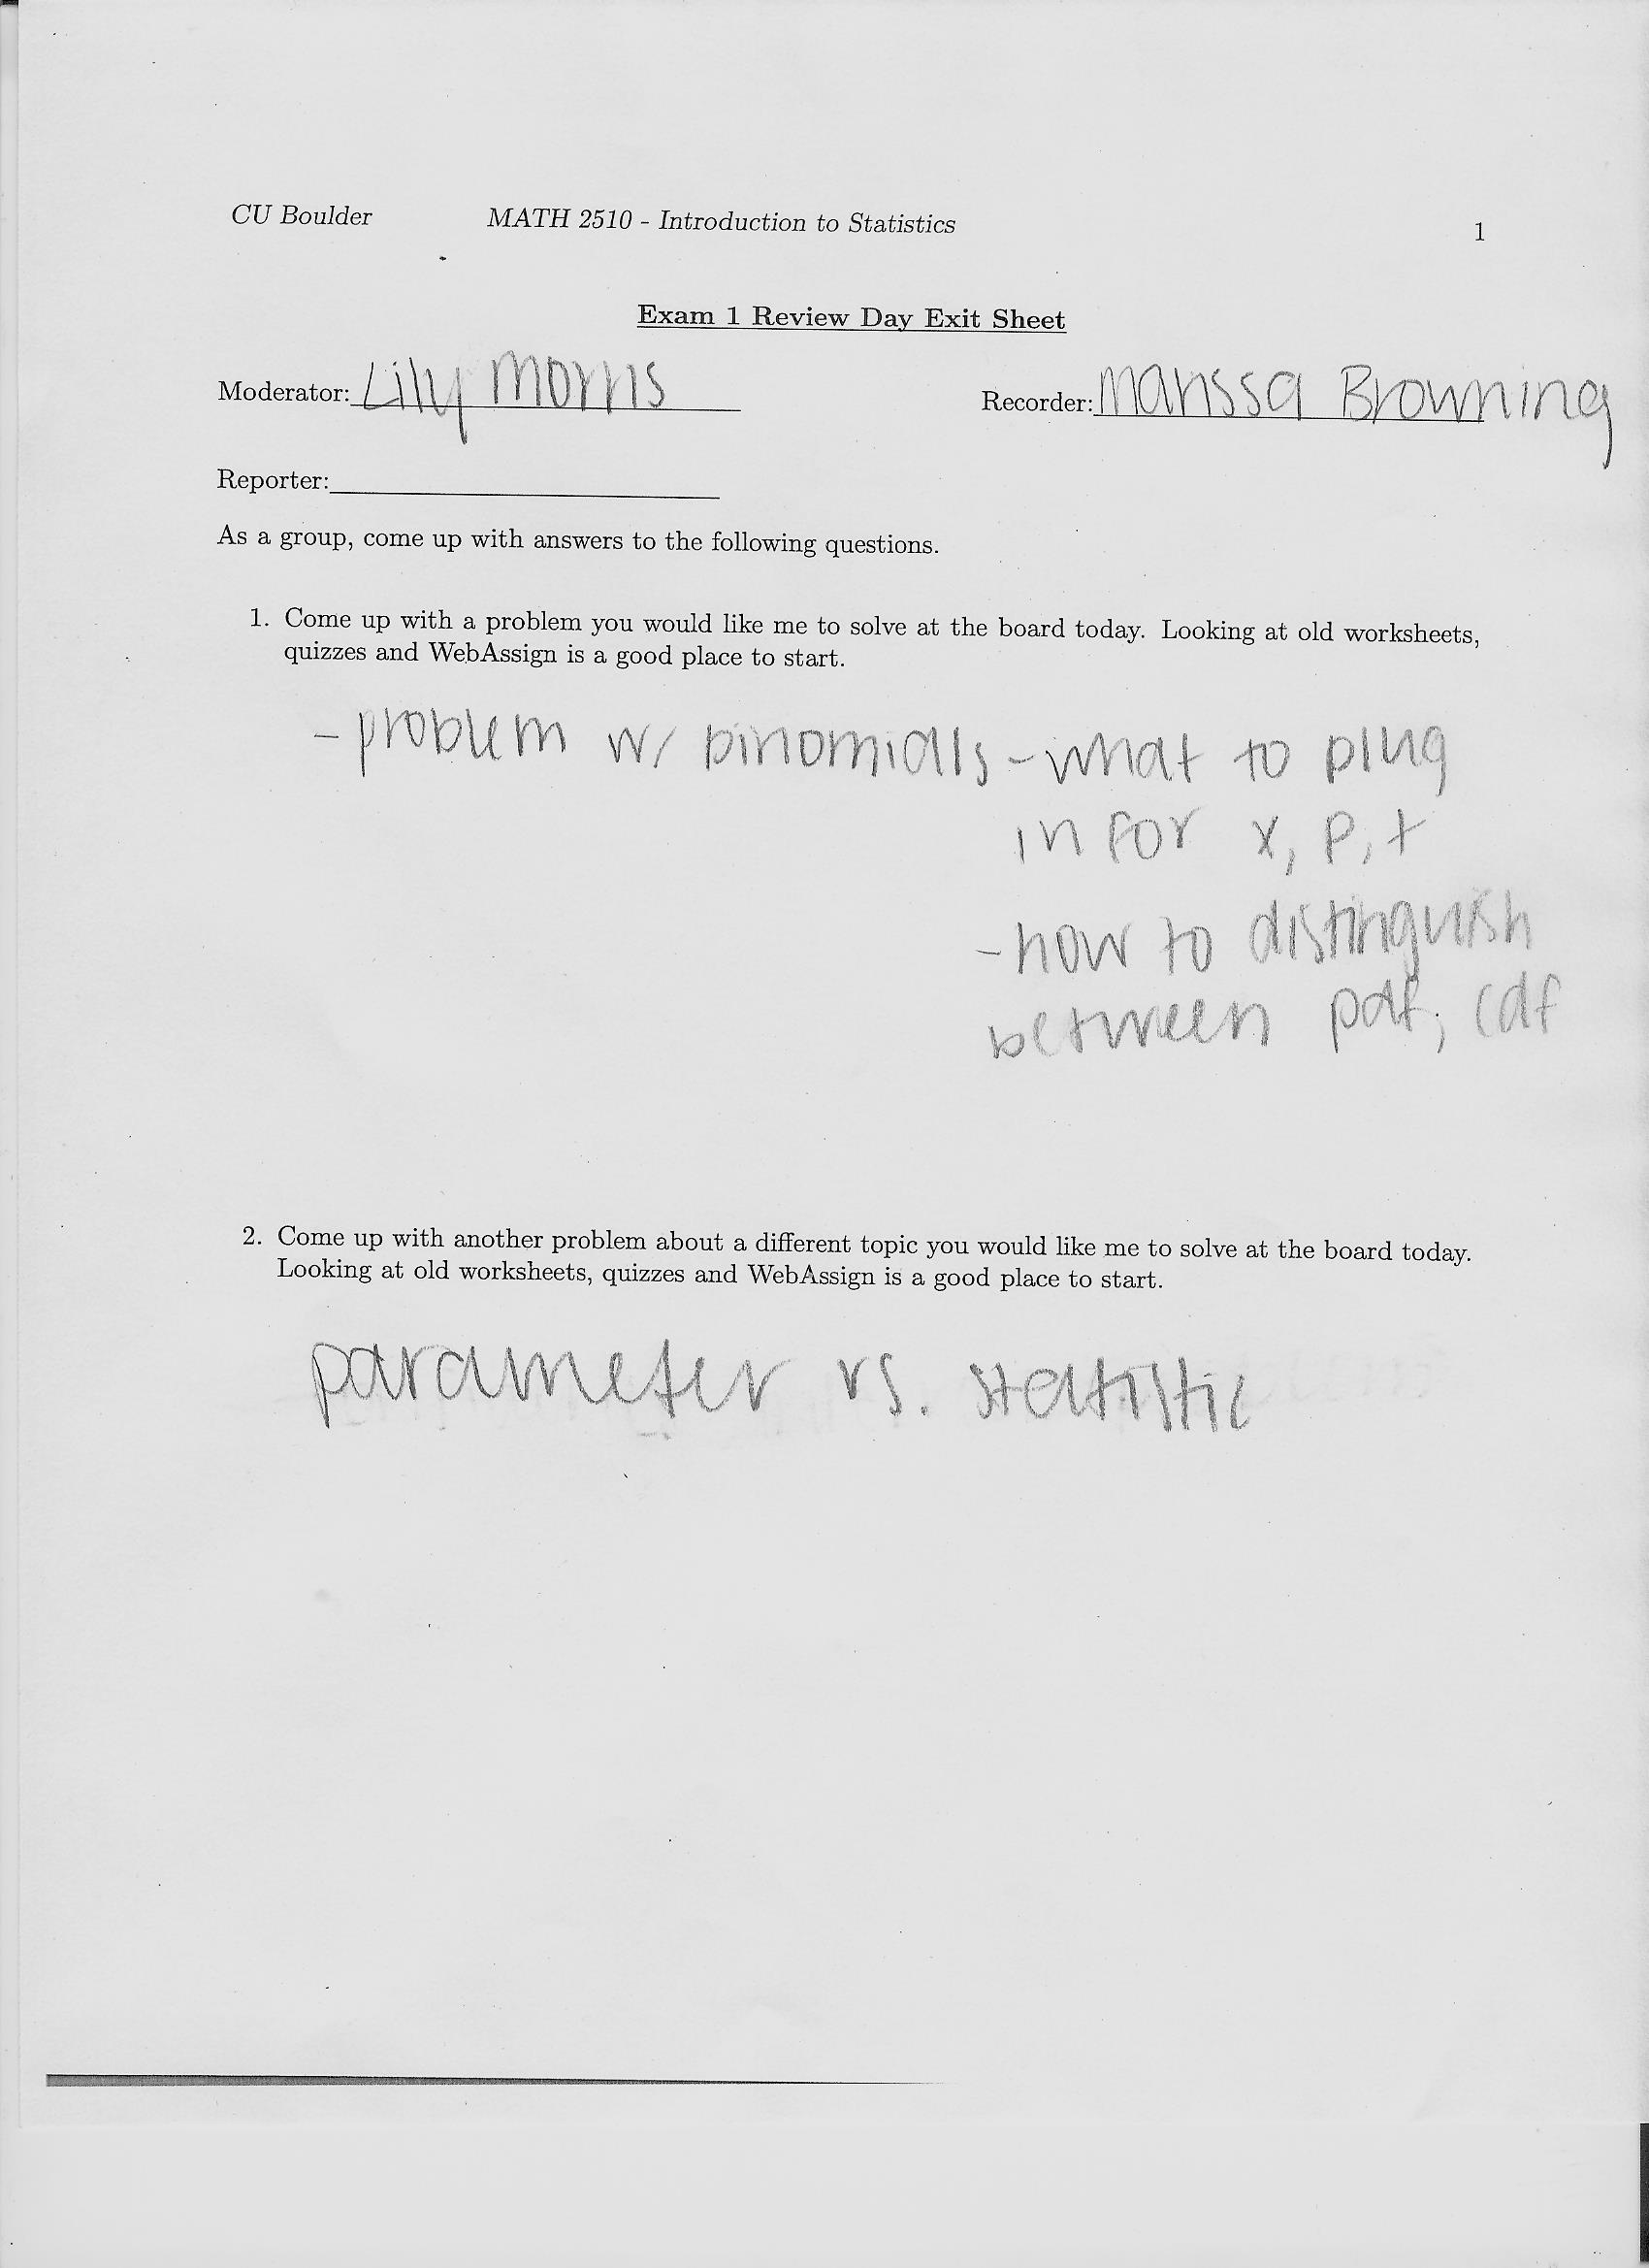 CU Boulder MATH 2510 - Introduction to Statistics 1
Exam 1 Review Day Exit Sheet
Moderator: Lily Morris Recorder: Marissa Browning
Reporter:
As a group, come up with answers to the following questions.
1. Come up with a problem you would like me to solve at the board today. Looking at old worksheets,
quizzes and WebAssign is a good place to start.
- problem w/ binomials - what to plug
in for x, p, t
- how to distinguish
between pdf, cdf
2. Come up with another problem about a different topic you would like me to solve at the board today.
Looking at old worksheets, quizzes and WebAssign is a good place to start.
parameter vs. statistic